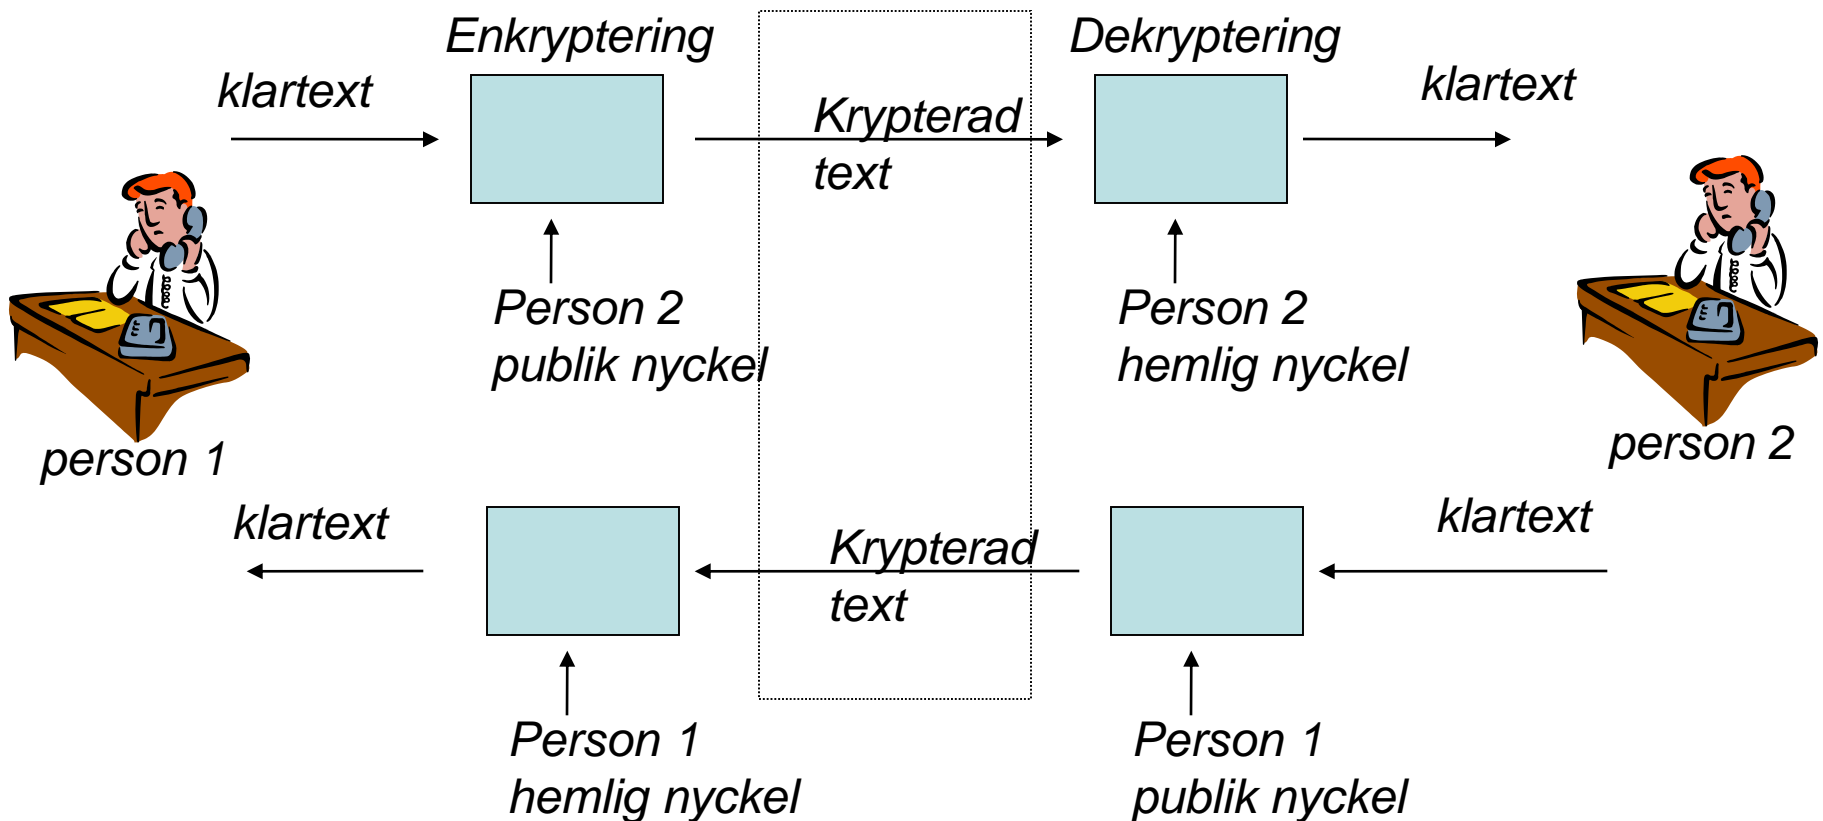 Enkryptering
Dekryptering
klartext
Krypterad
text
klartext
Person 2
publik nyckel
Person 2
hemlig nyckel
person 1
person 2
klartext
Krypterad
text
klartext
Person 1
hemlig nyckel
Person 1
publik nyckel